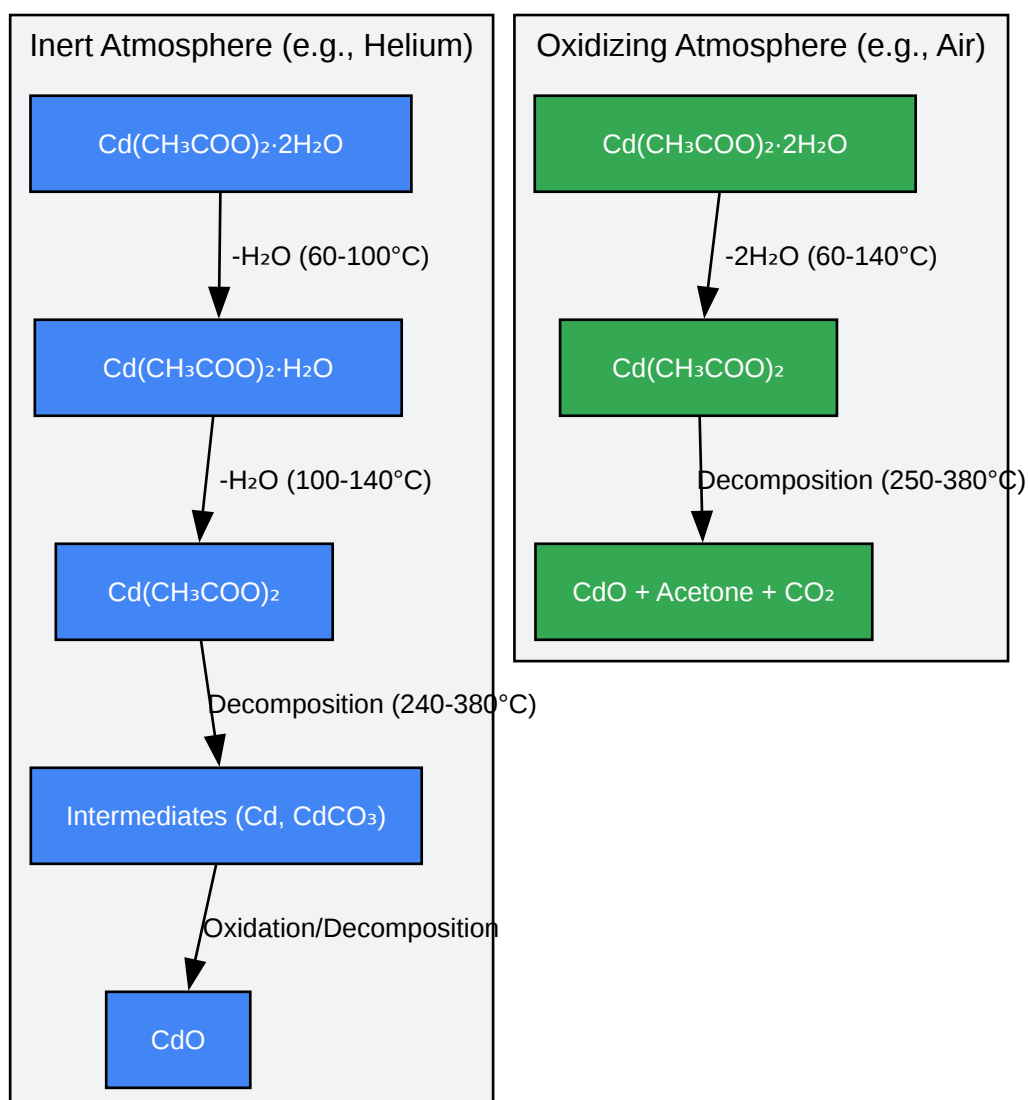 Inert Atmosphere (e.g., Helium)
Cd(CH₃COO)₂·2H₂O
-H₂O (60-100°C)
Cd(CH₃COO)₂·H₂O
-H₂O (100-140°C)
Cd(CH₃COO)₂
Decomposition (240-380°C)
Intermediates (Cd, CdCO₃)
Oxidation/Decomposition
CdO
Oxidizing Atmosphere (e.g., Air)
Cd(CH₃COO)₂·2H₂O
-2H₂O (60-140°C)
Cd(CH₃COO)₂
Decomposition (250-380°C)
CdO + Acetone + CO₂